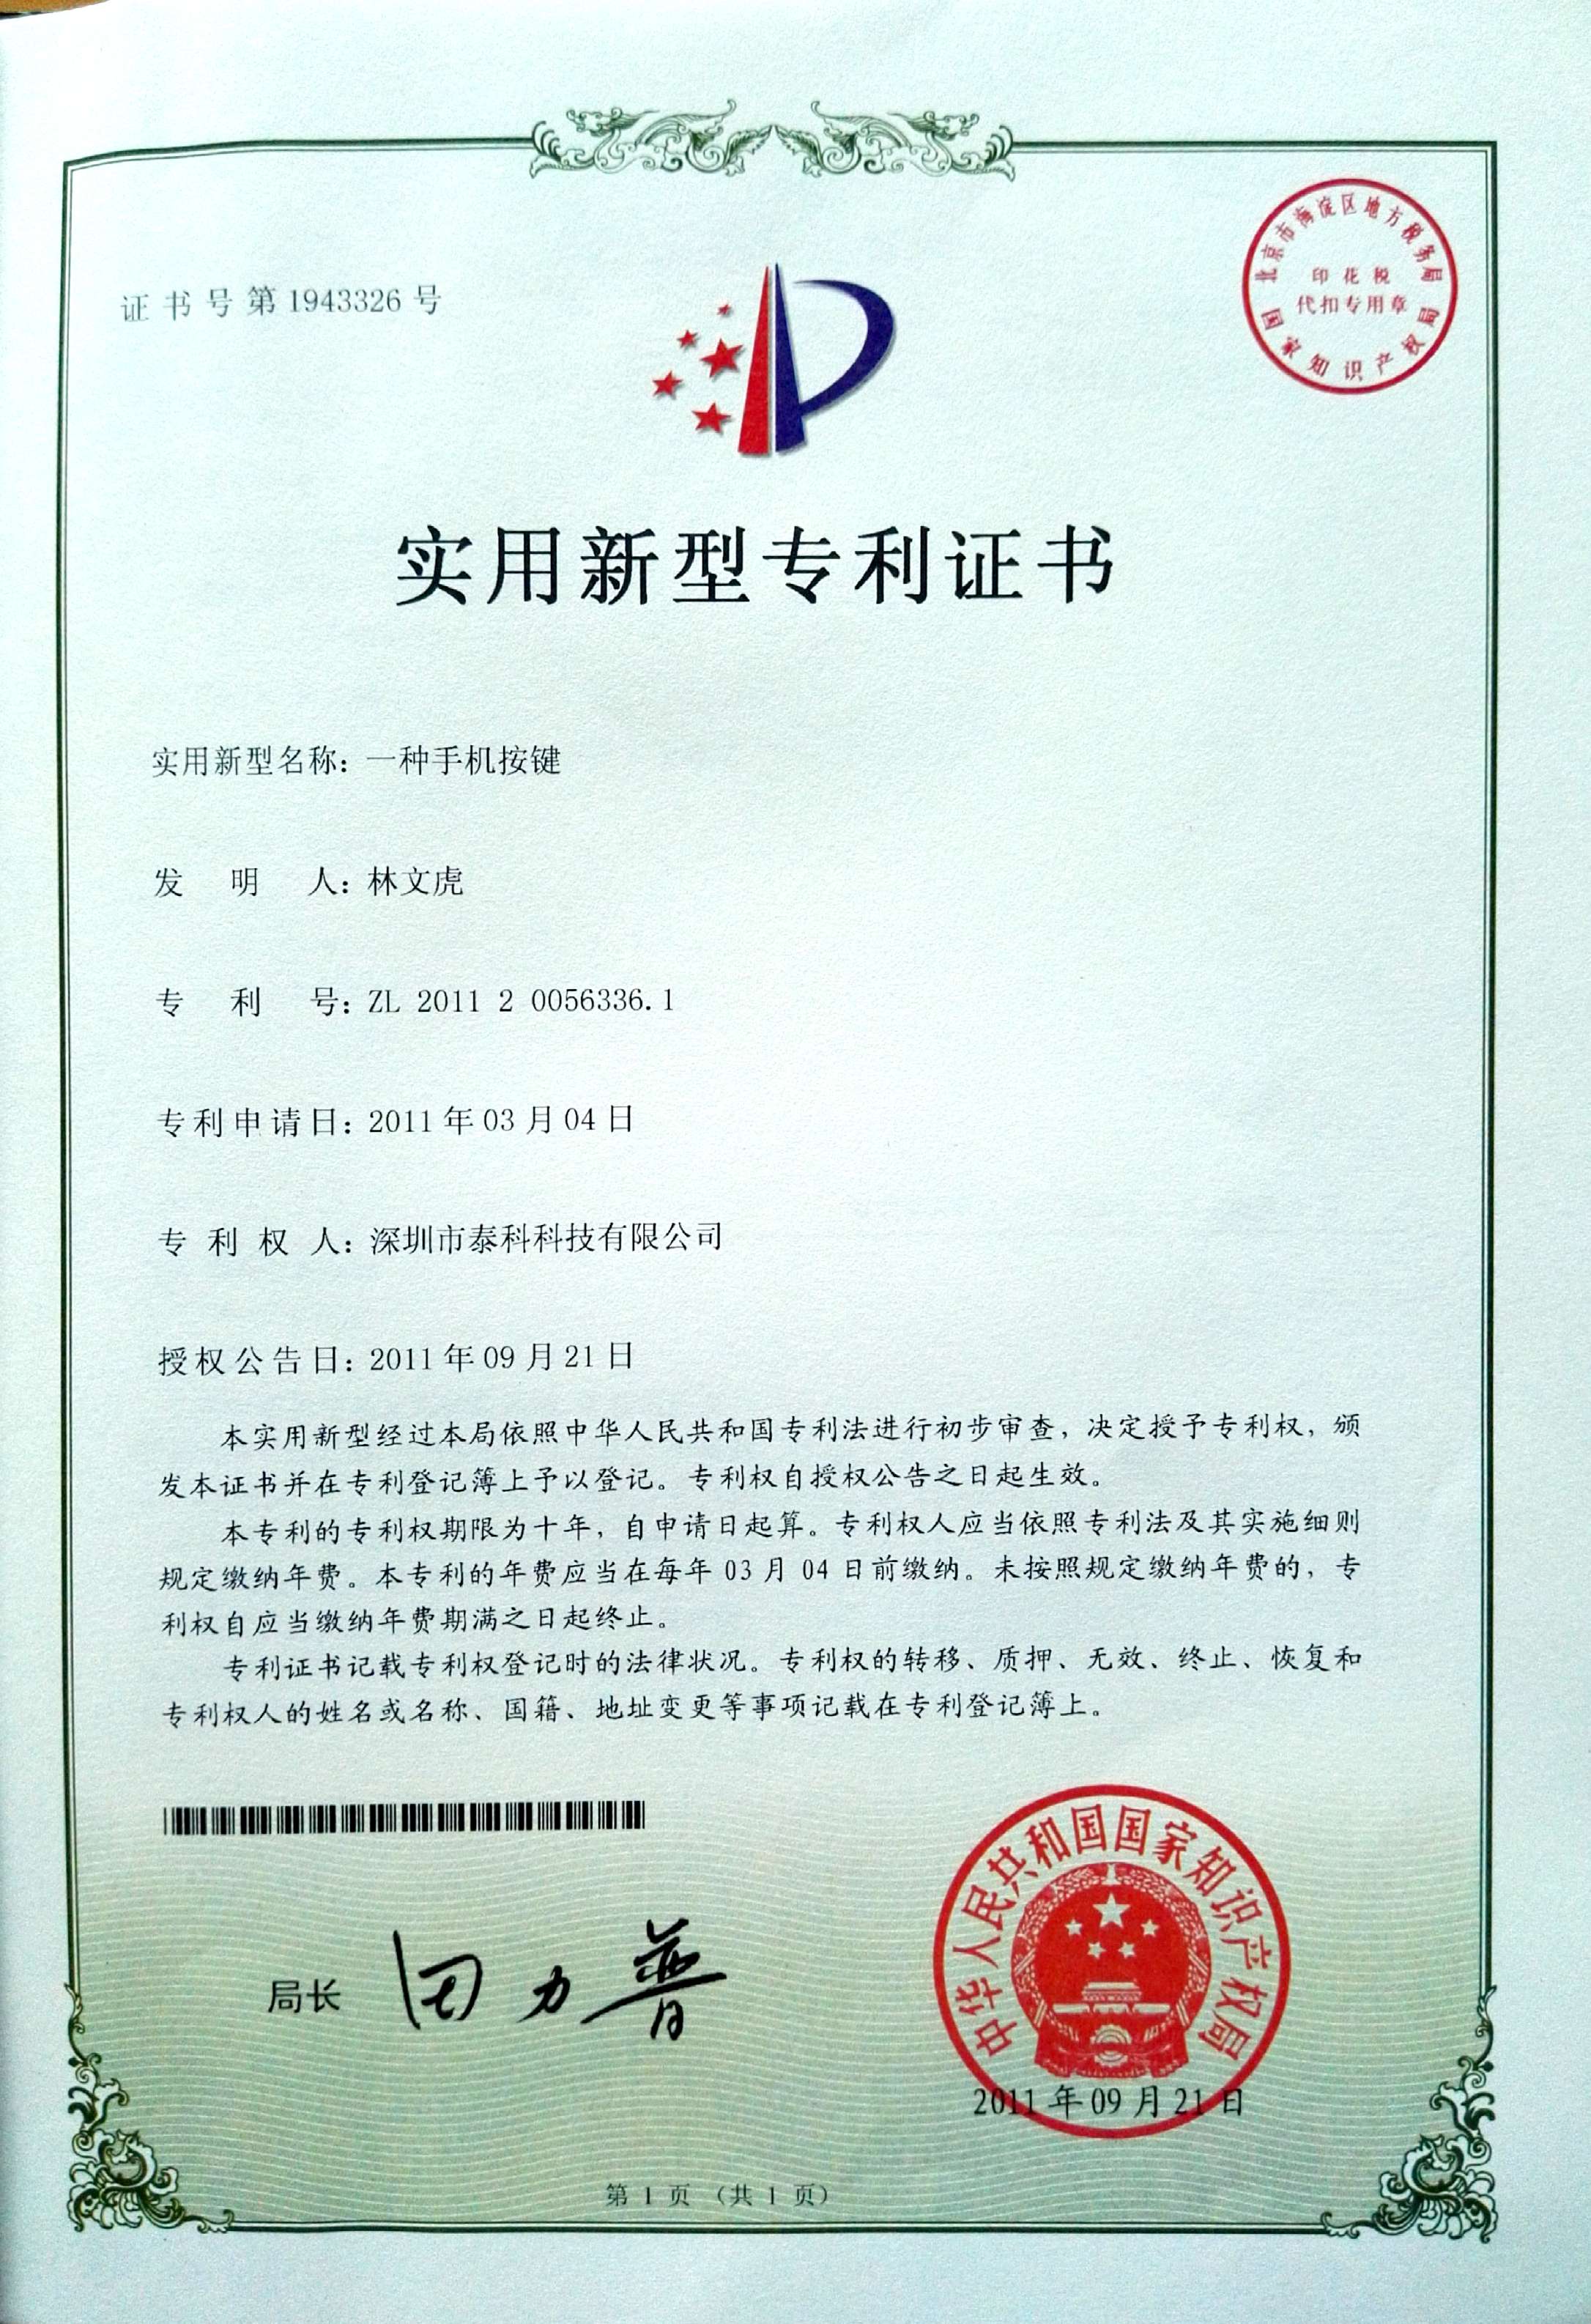 证书号第1943326号
北京市海淀区地方税务局
印花税
代扣专用章
国家知识产权局
实用新型专利证书
实用新型名称：一种手机按键
发明人：林文虎
专利号：ZL 2011 2 0056336.1
专利申请日：2011年03月04日
专利权人：深圳市泰科科技有限公司
授权公告日：2011年09月21日
本实用新型经过本局依照中华人民共和国专利法进行初步审查，决定授予专利权，颁
发本证书并在专利登记簿上予以登记。专利权自授权公告之日起生效。
本专利的专利权期限为十年，自申请日起算。专利权人应当依照专利法及其实施细则
规定缴纳年费。本专利的年费应当在每年03月04日前缴纳。未按照规定缴纳年费的，专
利权自应当缴纳年费期满之日起终止。
专利证书记载专利权登记时的法律状况。专利权的转移、质押、无效、终止、恢复和
专利权人的姓名或名称、国籍、地址变更等事项记载在专利登记簿上。
中华人民共和国国家知识产权局
局长 田力普
2011年09月21日
第1页（共1页）